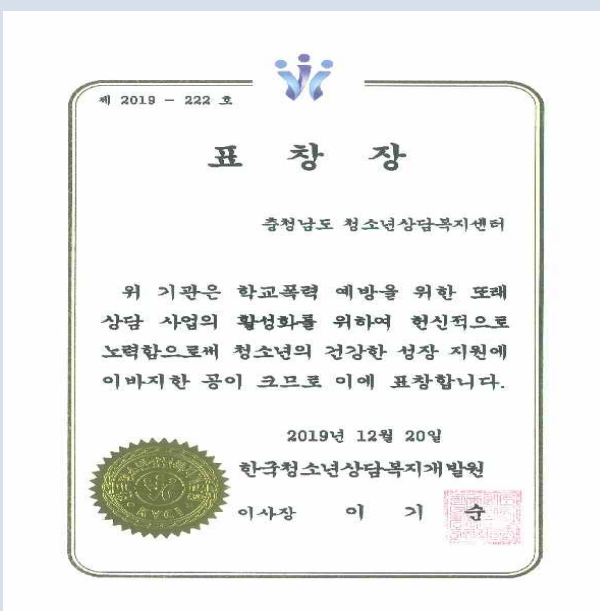 제 2019 - 222 호
표 창 장
충청남도 청소년상담복지센터
위 기관은 학교폭력 예방을 위한 또래
상담 사업의 활성화를 위하여 헌신적으로
노력함으로써 청소년의 건강한 성장 지원에
이바지한 공이 크므로 이에 표창합니다.
2019년 12월 20일
한국청소년상담복지개발원
이사장 이 기 순